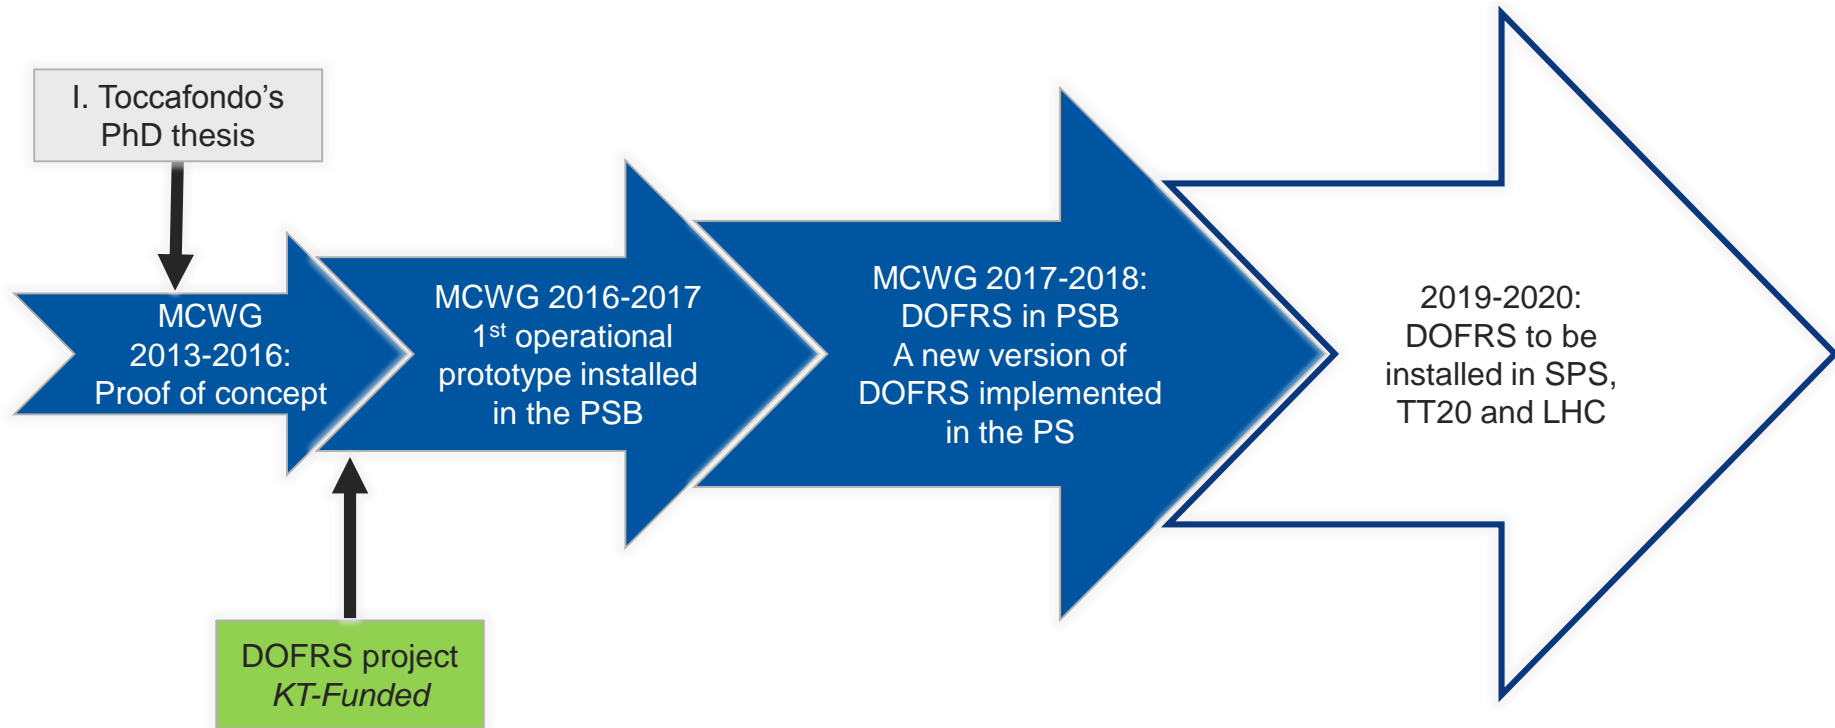 I. Toccafondo's
PhD thesis
MCWG
2013-2016:
Proof of concept
DOFRS project
KT-Funded
MCWG 2016-2017
1st operational
prototype installed
in the PSB
MCWG 2017-2018:
DOFRS in PSB
A new version of
DOFRS implemented
in the PS
2019-2020:
DOFRS to be
installed in SPS,
TT20 and LHC